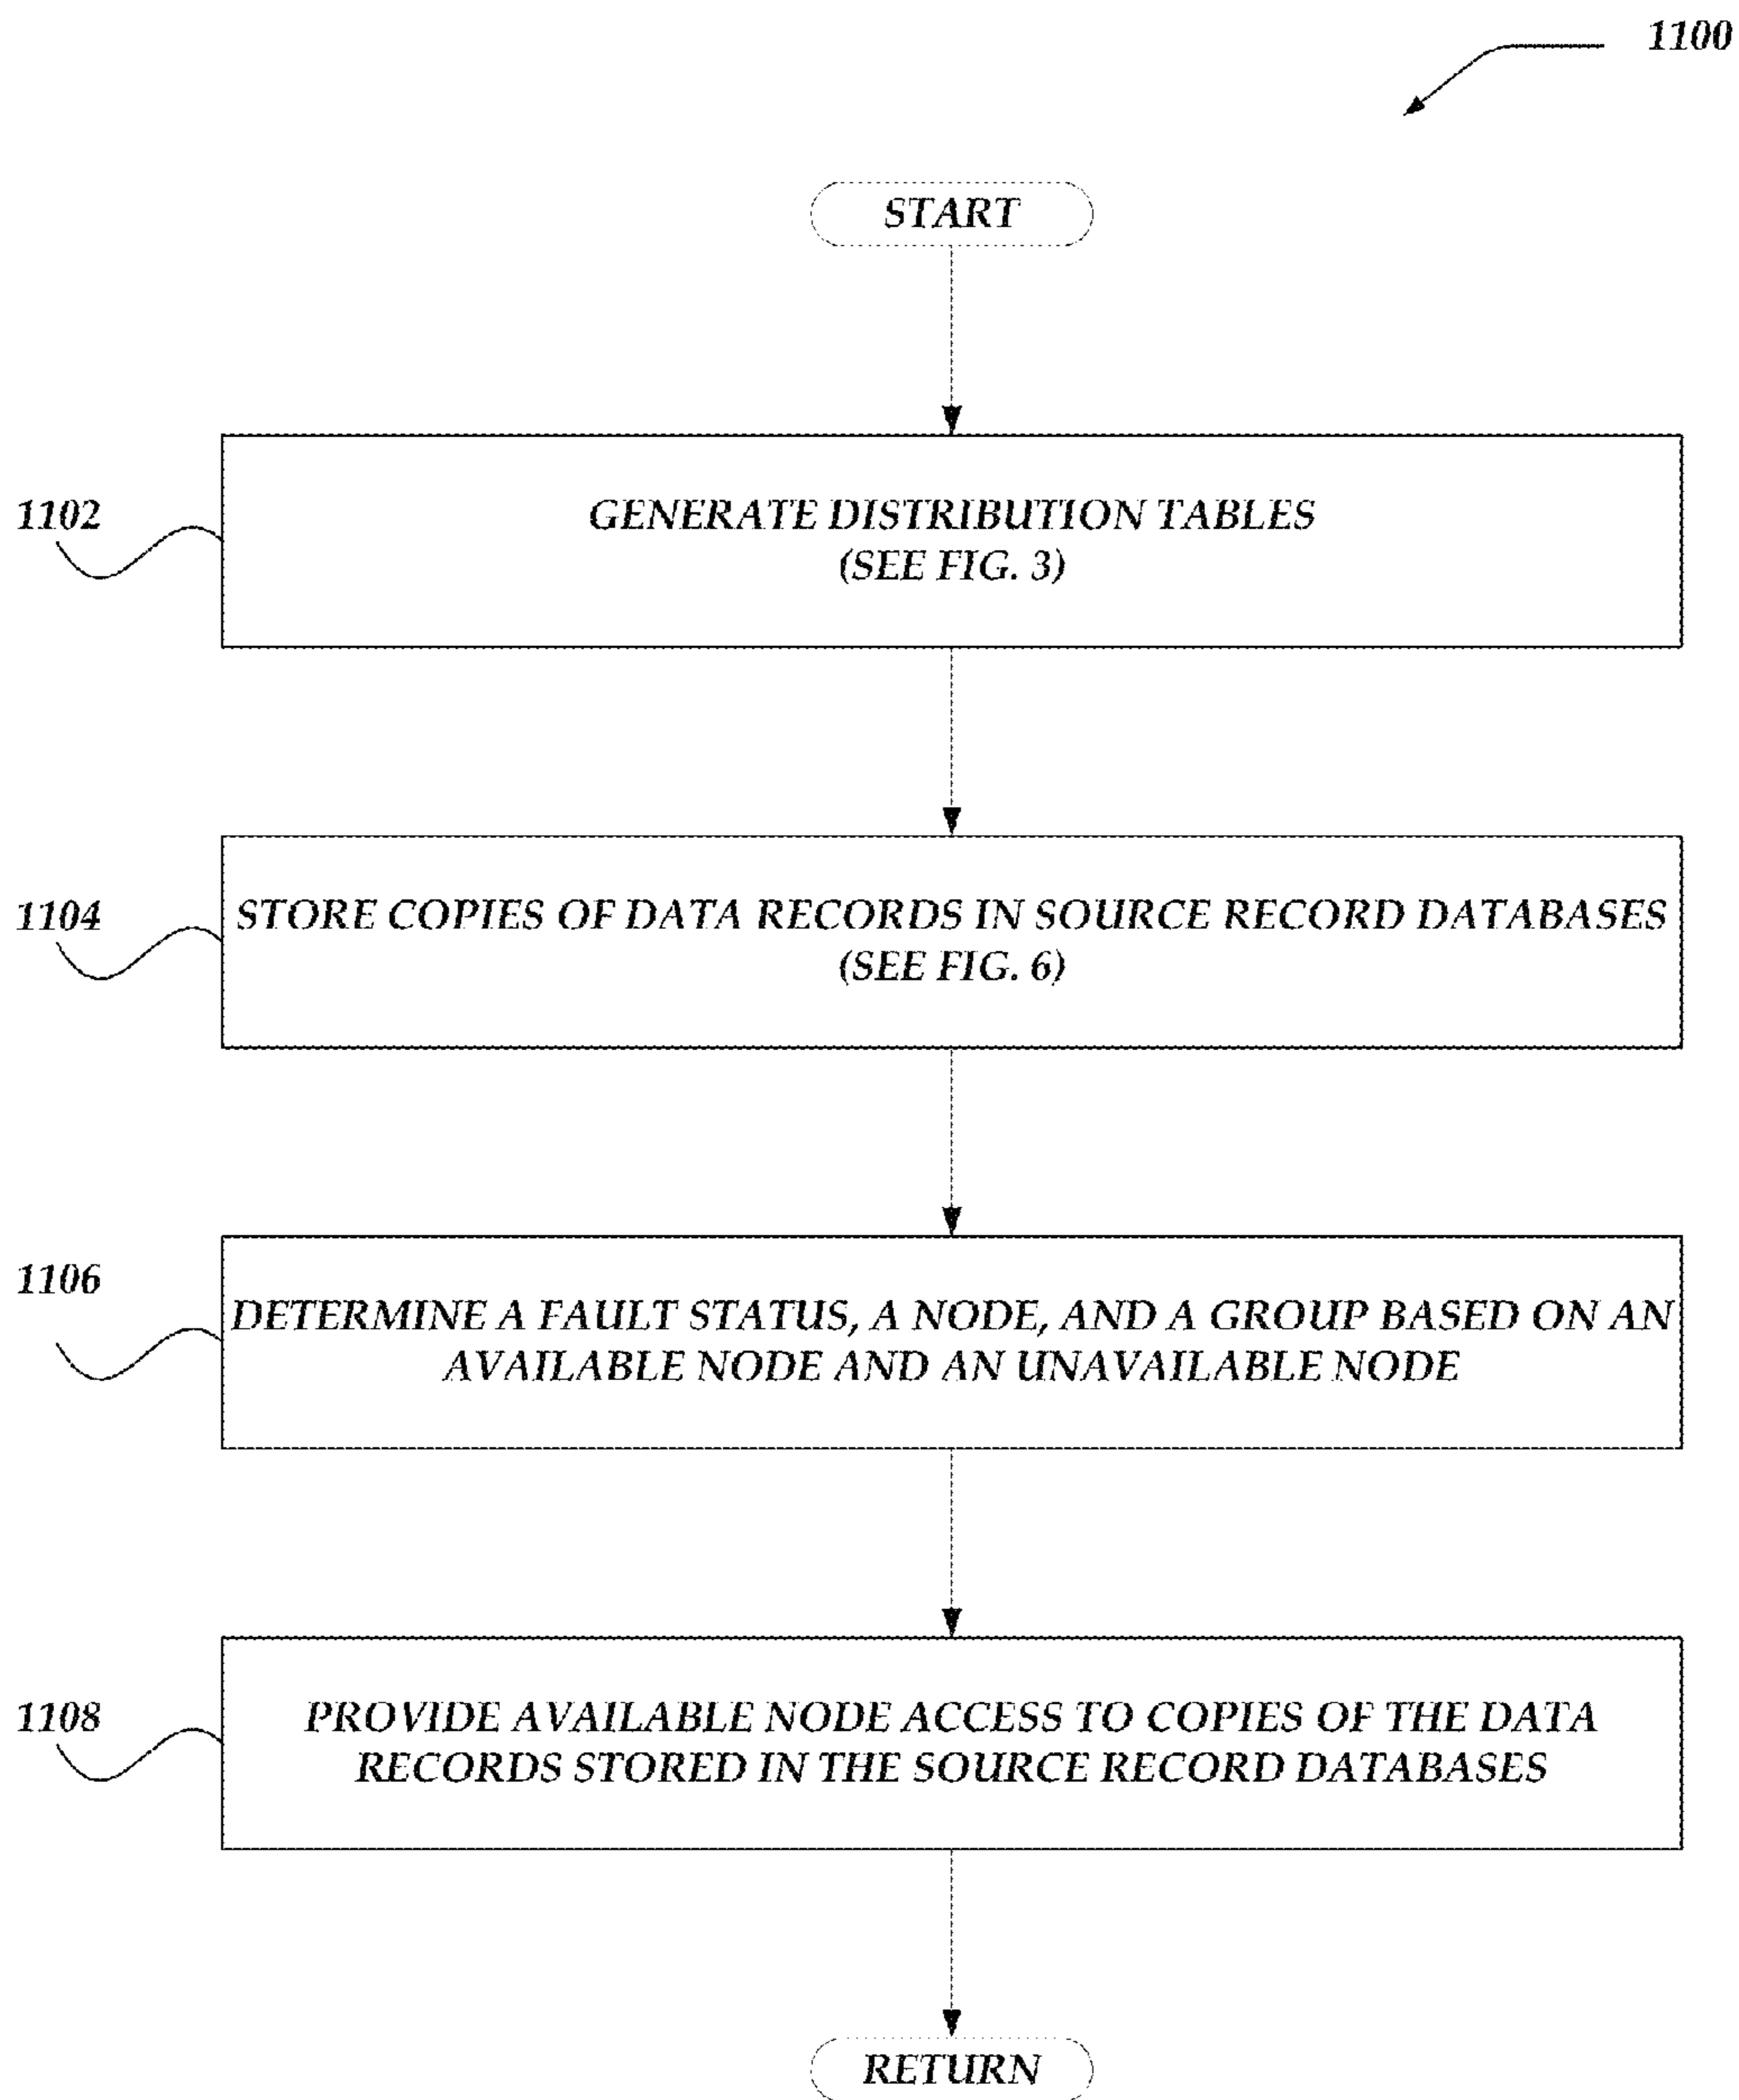 1100
START
1102
GENERATE DISTRIBUTION TABLES
(SEE FIG. 3)
1104
STORE COPIES OF DATA RECORDS IN SOURCE RECORD DATABASES
(SEE FIG. 6)
1106
DETERMINE A FAULT STATUS, A NODE, AND A GROUP BASED ON AN
AVAILABLE NODE AND AN UNAVAILABLE NODE
1108
PROVIDE AVAILABLE NODE ACCESS TO COPIES OF THE DATA
RECORDS STORED IN THE SOURCE RECORD DATABASES
RETURN